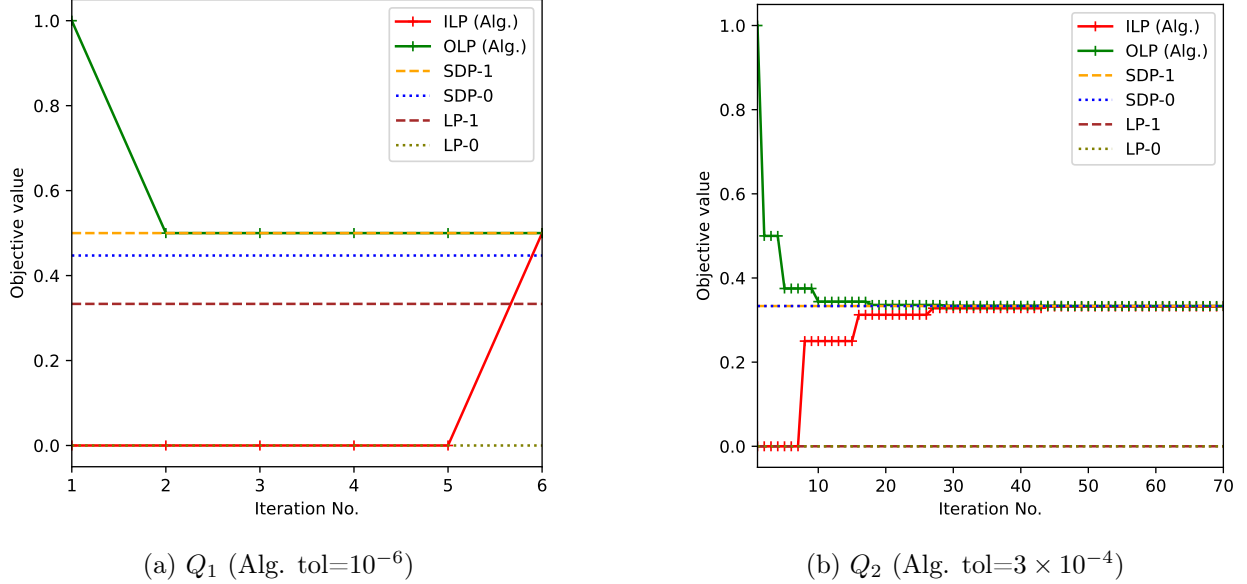 1.0
0.8
0.6
0.4
0.2
0.0
Objective value
1
2
3
4
5
6
Iteration No.
ILP (Alg.)
OLP (Alg.)
SDP-1
SDP-0
LP-1
LP-0
(a) Q₁ (Alg. tol=10⁻⁶)
1.0
0.8
0.6
0.4
0.2
0.0
Objective value
10
20
30
40
50
60
70
Iteration No.
ILP (Alg.)
OLP (Alg.)
SDP-1
SDP-0
LP-1
LP-0
(b) Q₂ (Alg. tol=3 × 10⁻⁴)